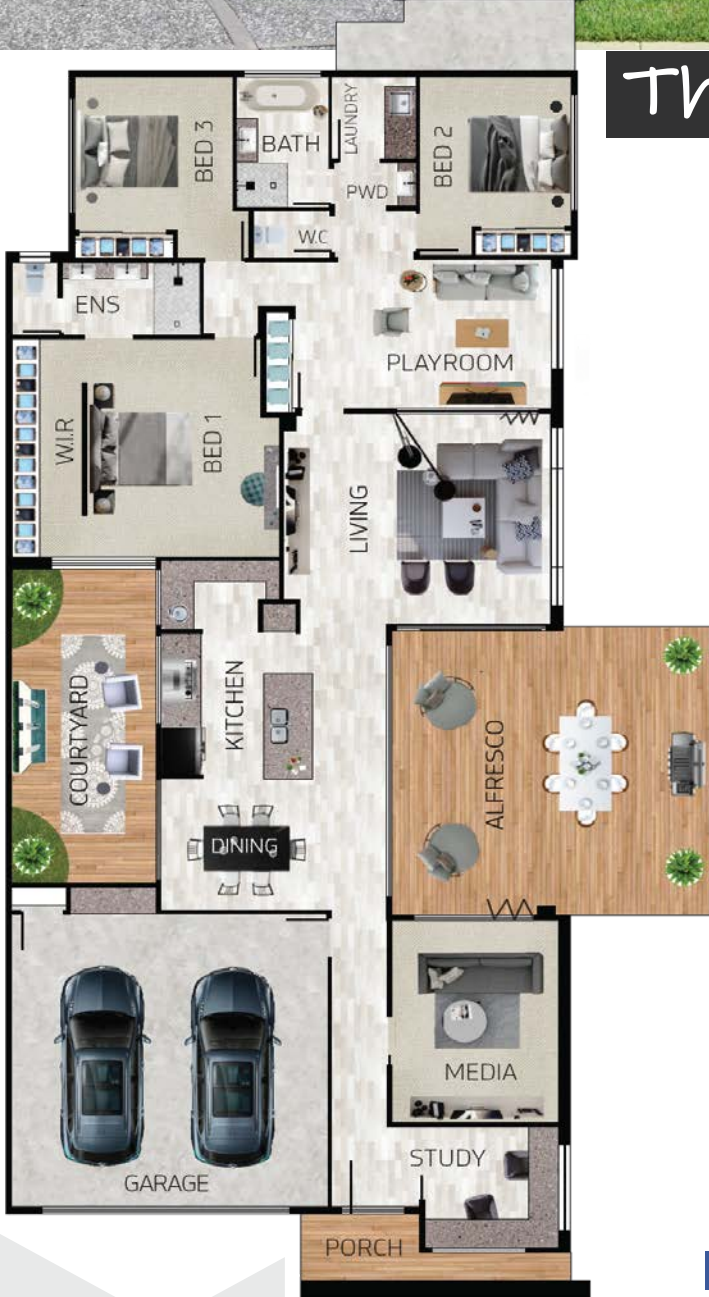 Th
BED 3
BATH
LAUNDRY
BED 2
PWD
W.C
ENS
PLAYROOM
W.I.R
BED 1
LIVING
COURTYARD
KITCHEN
ALFRESCO
DINING
MEDIA
STUDY
GARAGE
PORCH